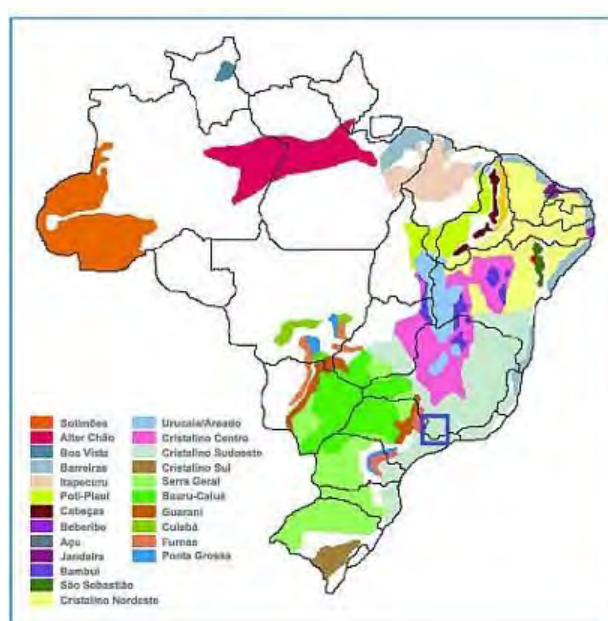 Solimões
Alter Chão
Boa Vista
Barreiras
Itapecuru
Poti-Piauí
Cabeças
Beberibe
Açu
Jandaíra
Bambuí
São Sebastião
Cristalino Nordeste
Urucuia/Areado
Cristalino Centro
Cristalino Sudoeste
Cristalino Sul
Serra Geral
Bauru-Caiuá
Guarani
Cuiabá
Furnas
Ponta Grossa